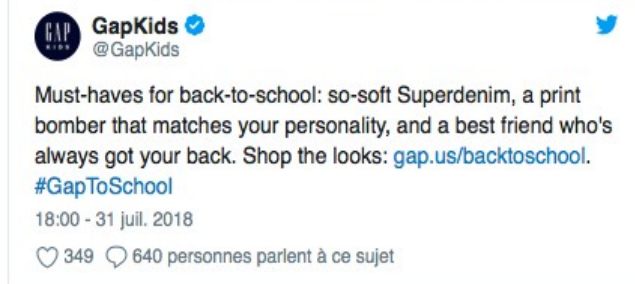 GAP
KIDS
GapKids
@GapKids
Must-haves for back-to-school: so-soft Superdenim, a print
bomber that matches your personality, and a best friend who's
always got your back. Shop the looks: gap.us/backtoschool.
#GapToSchool
18:00 - 31 juil. 2018
349 640 personnes parlent à ce sujet